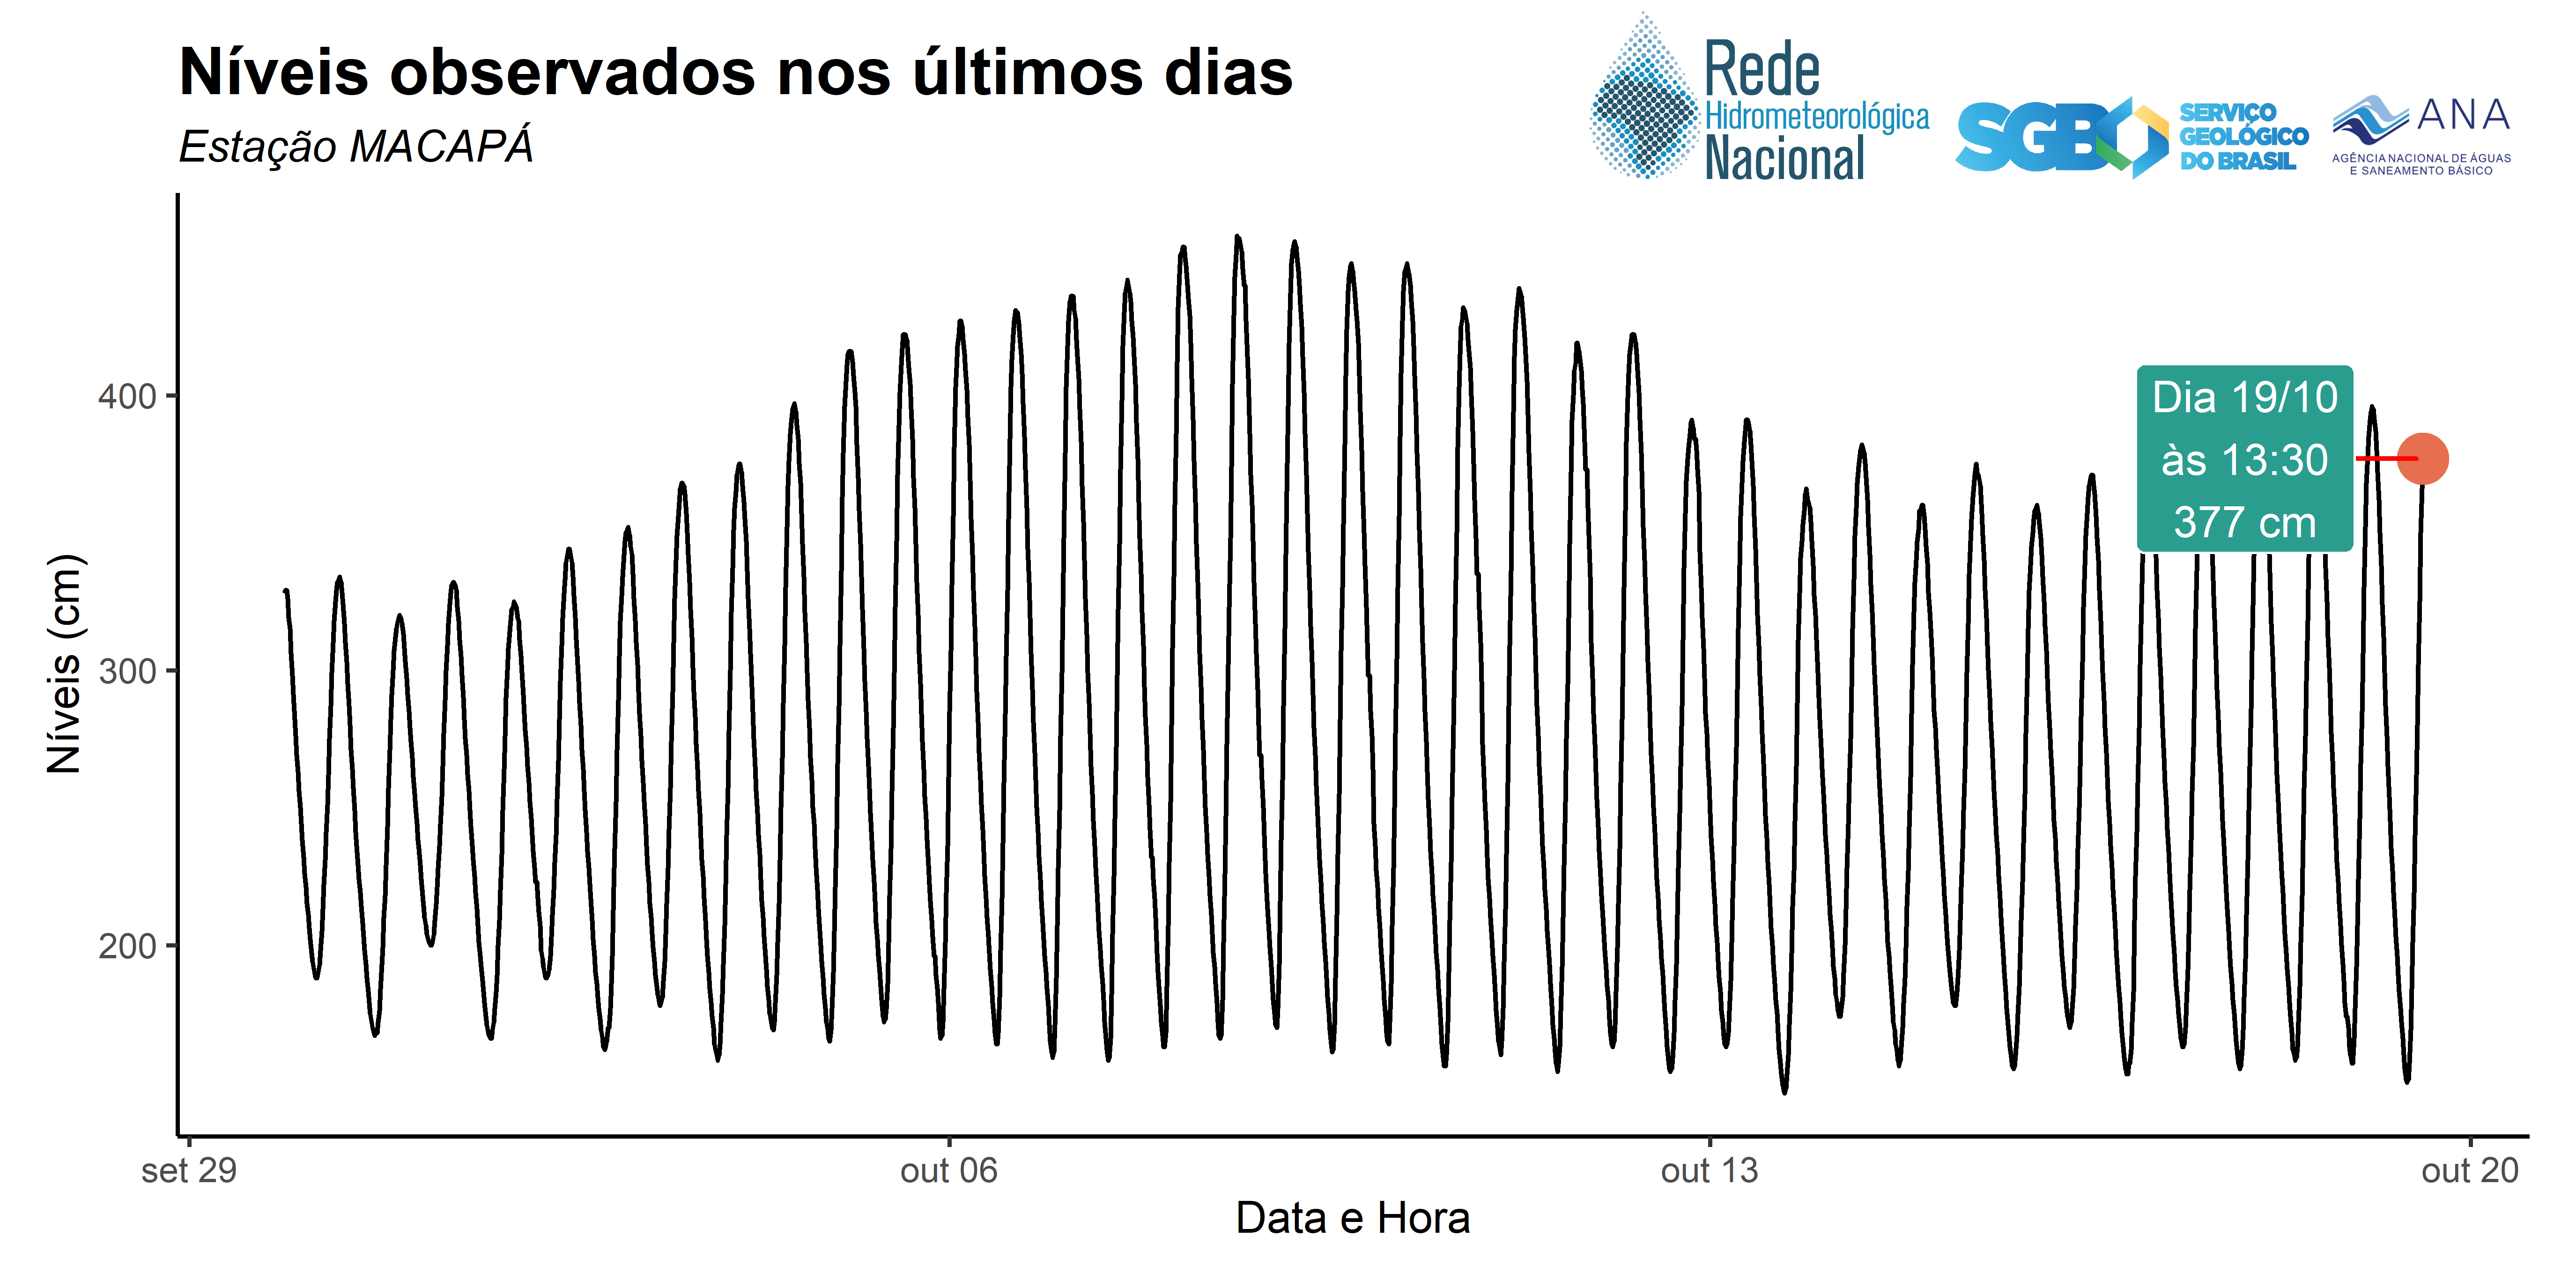 Níveis observados nos últimos dias
Estação MACAPÁ
Rede
Hidrometeorológica
Nacional
SGB
SERVIÇO
GEOLÓGICO
DO BRASIL
ANA
AGÊNCIA NACIONAL DE ÁGUAS
E SANEAMENTO BÁSICO
Níveis (cm)
400
300
200
Dia 19/10
às 13:30
377 cm
set 29
out 06
out 13
out 20
Data e Hora